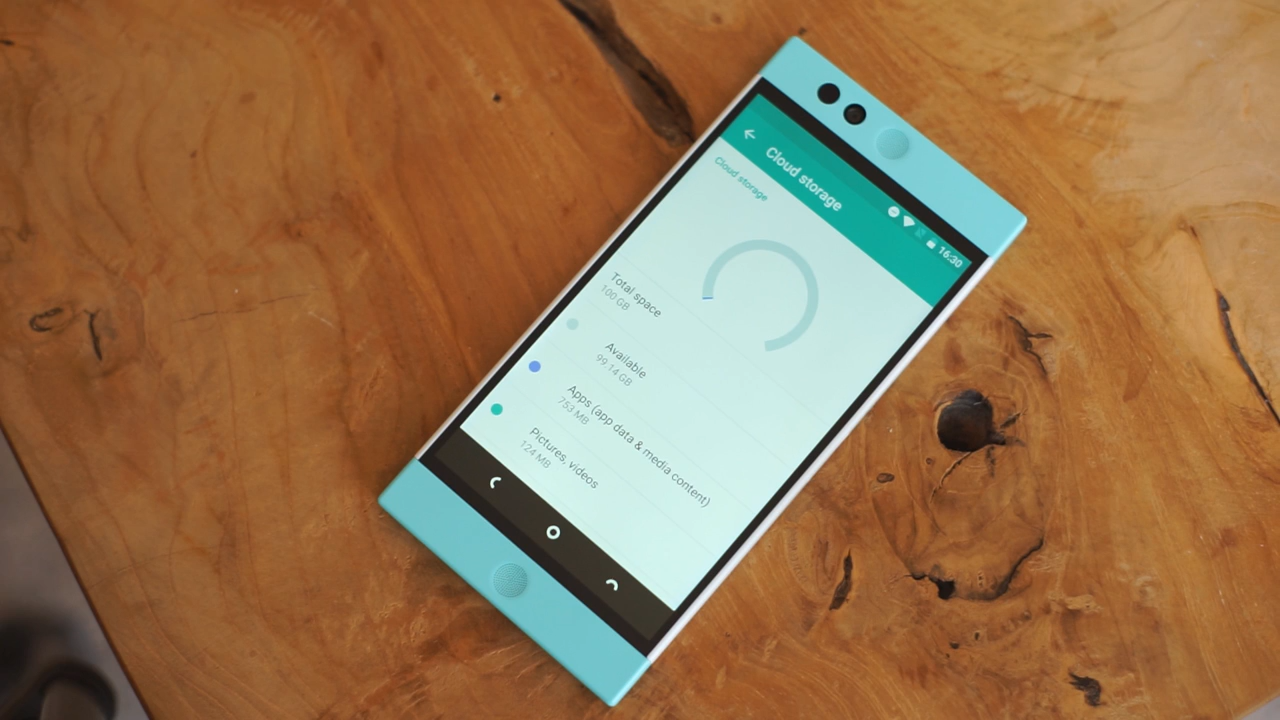 16:30
Cloud storage
Cloud storage
Total space
100 GB
Available
99.14 GB
Apps (app data & media content)
753 MB
Pictures, videos
124 MB